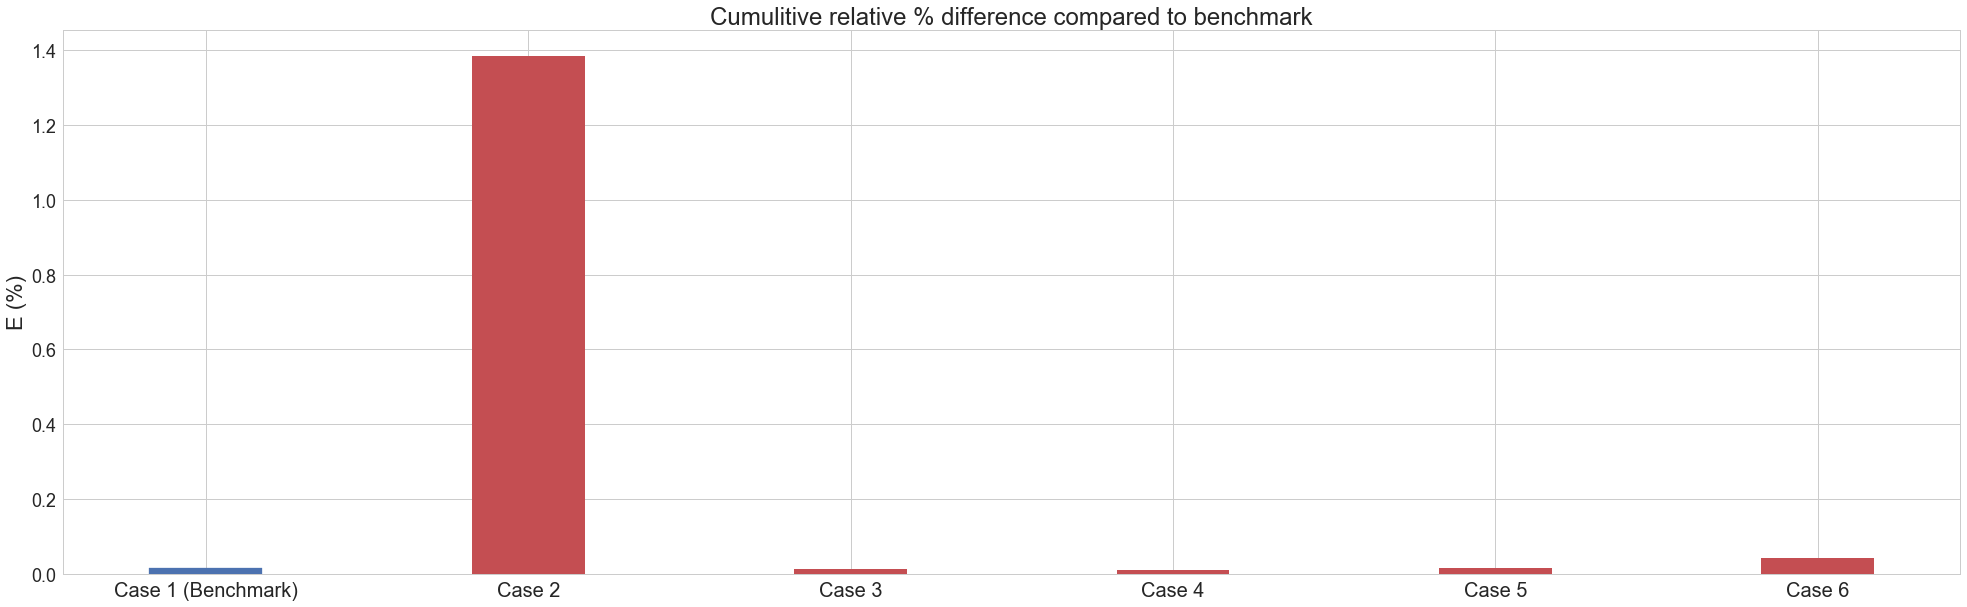 Cumulitive relative % difference compared to benchmark
E (%)
1.4
1.2
1.0
0.8
0.6
0.4
0.2
0.0
Case 1 (Benchmark) Case 2 Case 3 Case 4 Case 5 Case 6